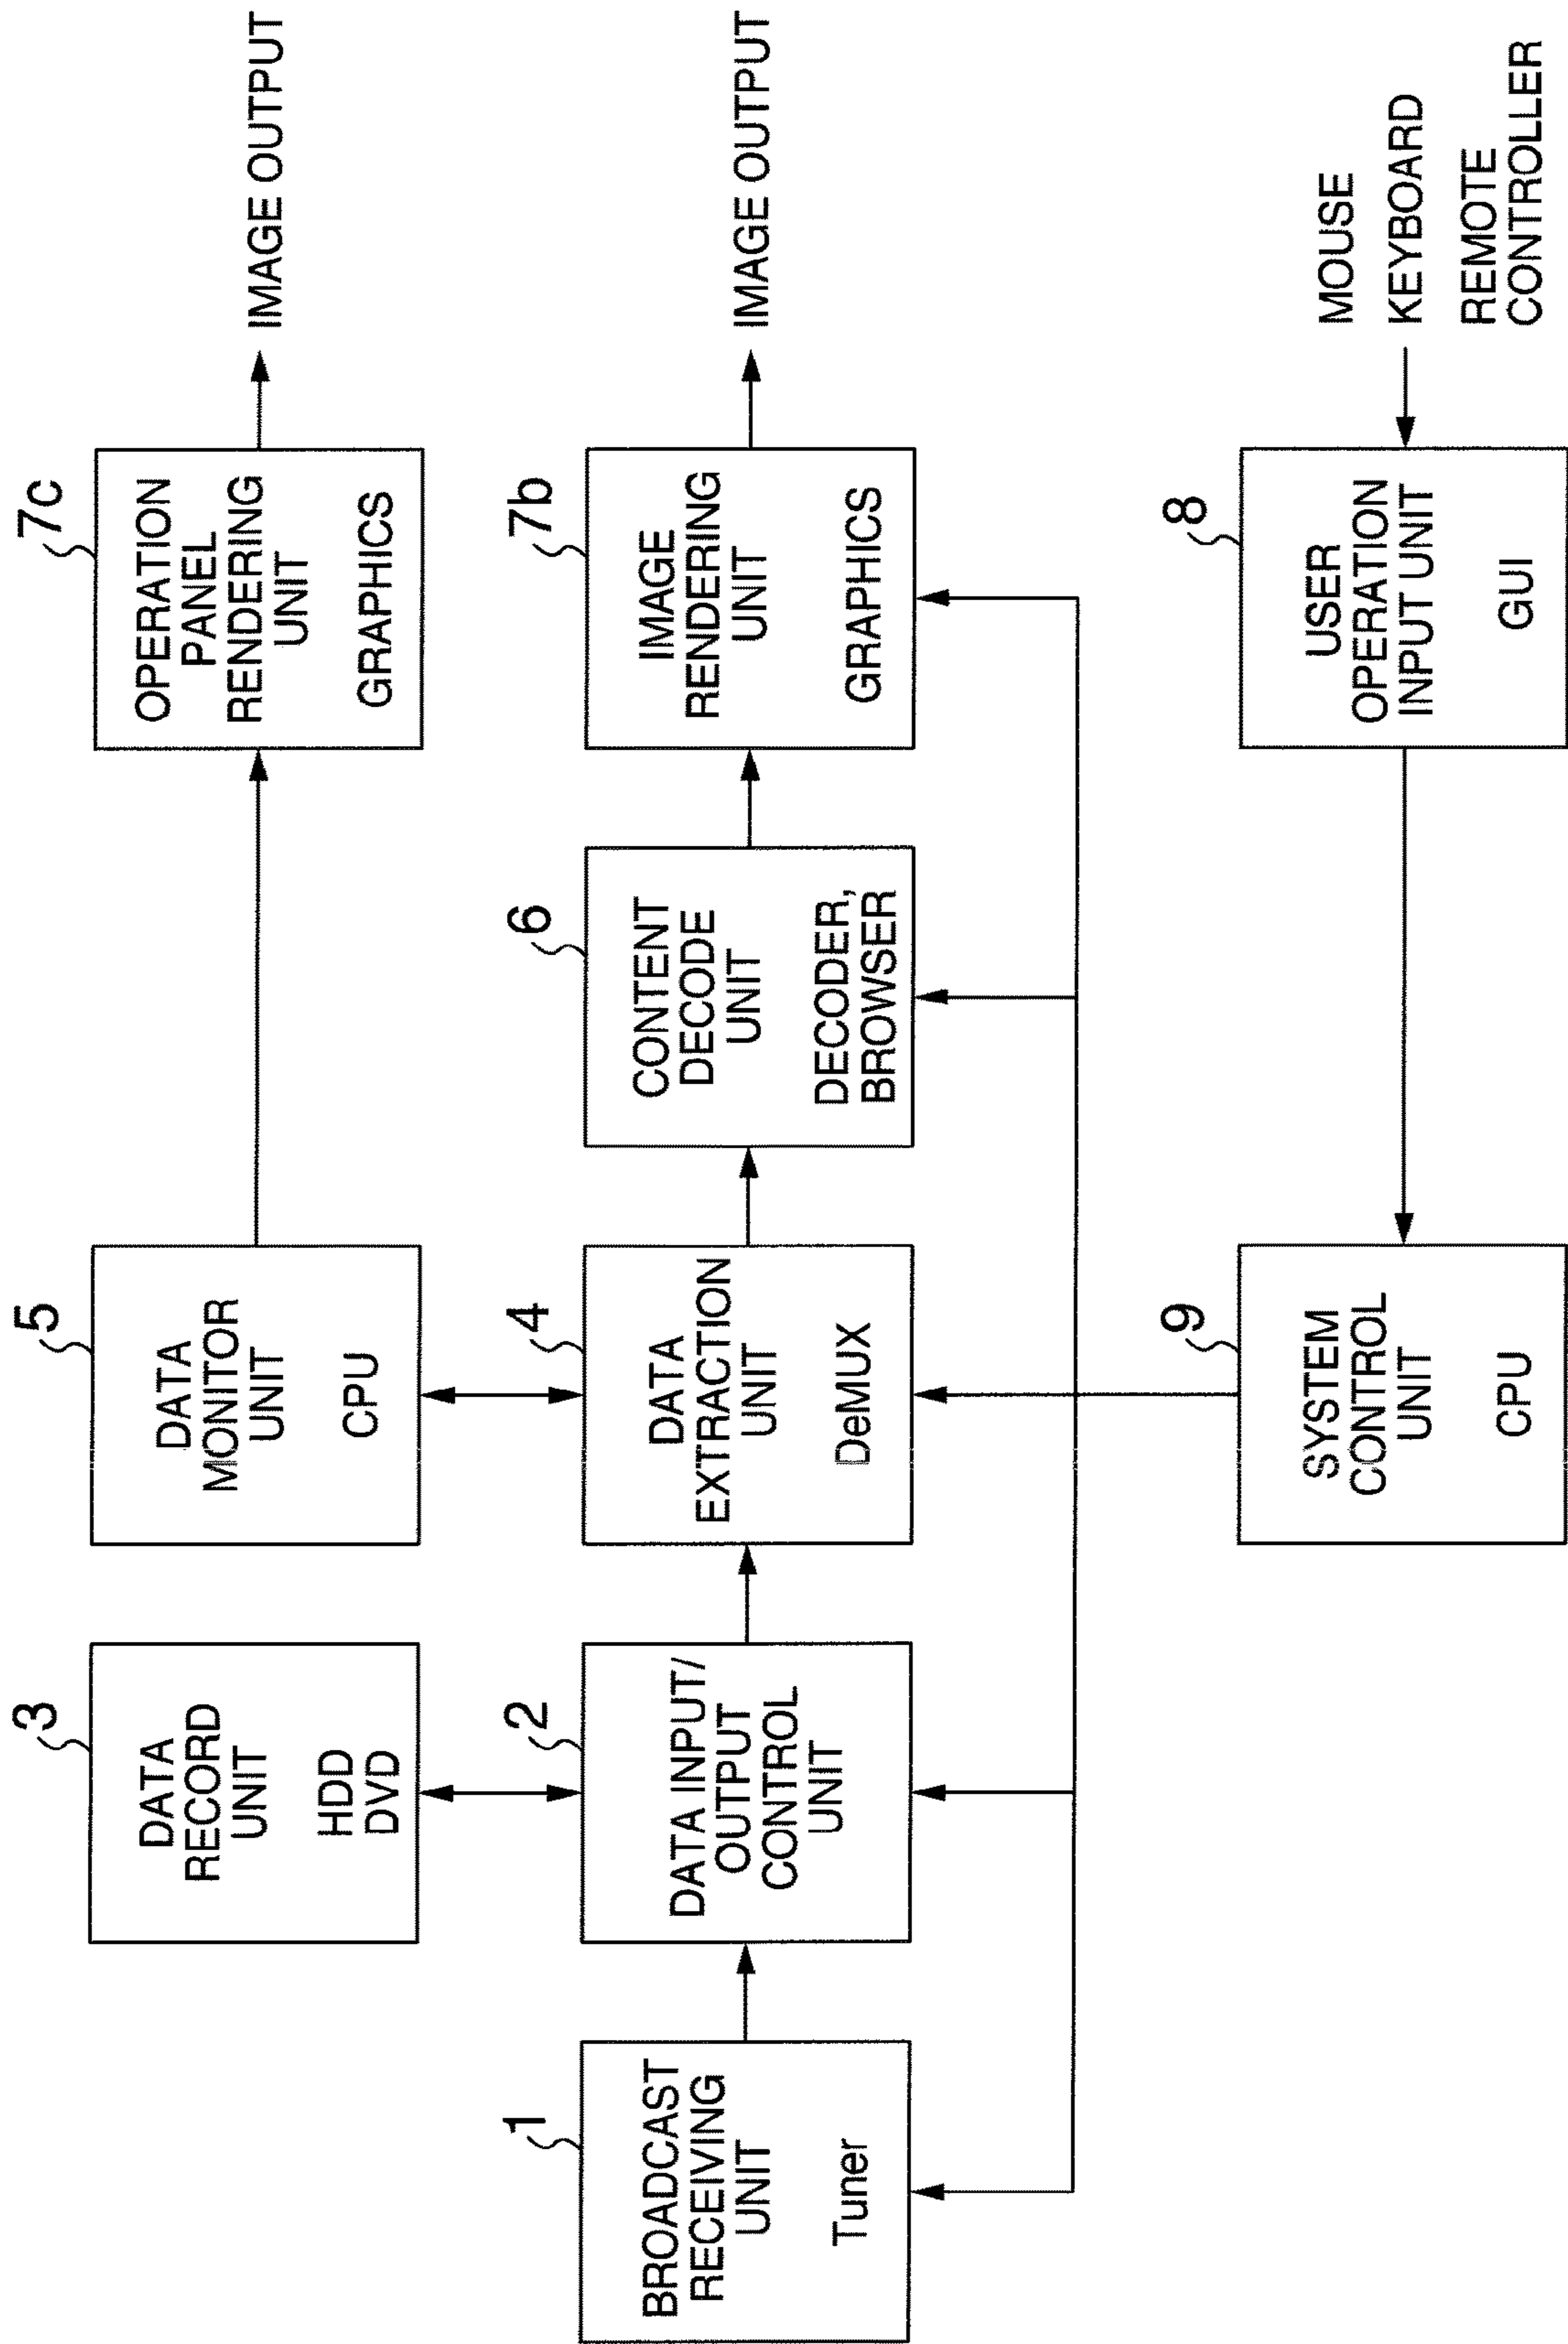 3
DATA
RECORD
UNIT
HDD
DVD
5
DATA
MONITOR
UNIT
CPU
7c
OPERATION
PANEL
RENDERING
UNIT
GRAPHICS
IMAGE OUTPUT
1
BROADCAST
RECEIVING
UNIT
Tuner
2
DATA INPUT/
OUTPUT
CONTROL
UNIT
4
DATA
EXTRACTION
UNIT
DeMUX
6
CONTENT
DECODE
UNIT
DECODER,
BROWSER
7b
IMAGE
RENDERING
UNIT
GRAPHICS
IMAGE OUTPUT
9
SYSTEM
CONTROL
UNIT
CPU
8
USER
OPERATION
INPUT UNIT
GUI
MOUSE
KEYBOARD
REMOTE
CONTROLLER